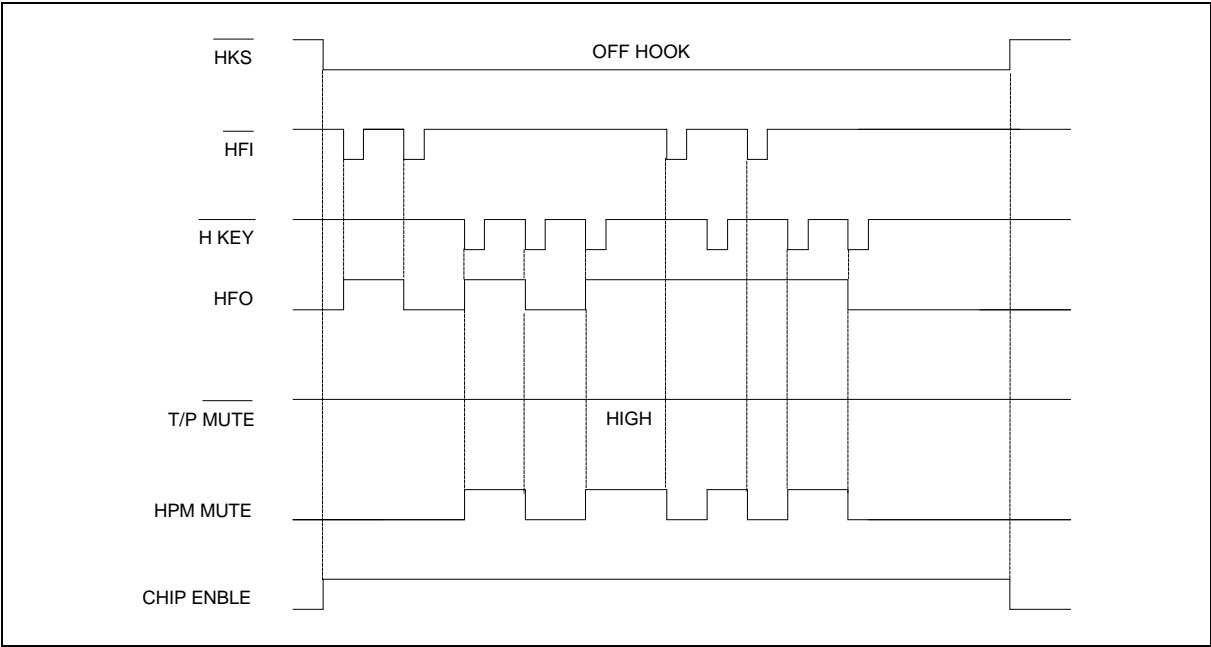 HKS
OFF HOOK
HFI
H KEY
HFO
T/P MUTE
HIGH
HPM MUTE
CHIP ENBLE